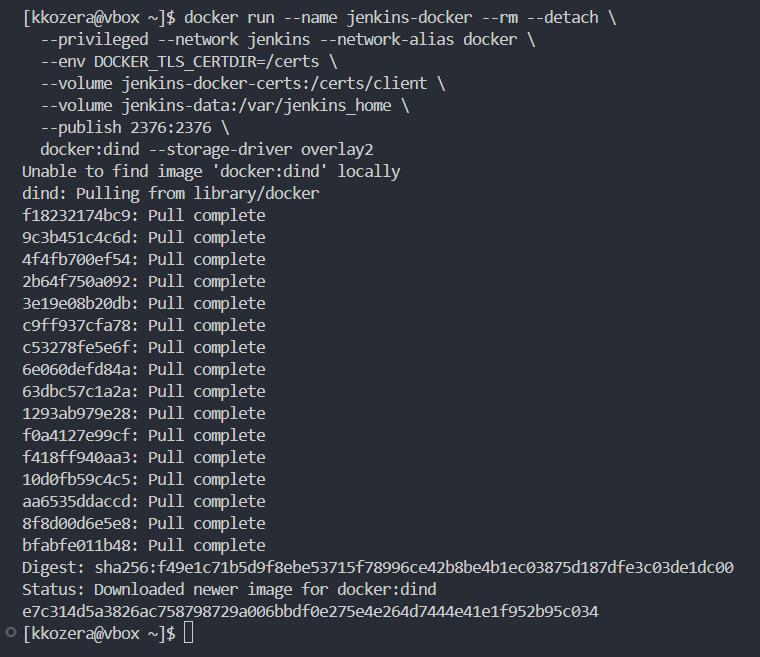 [kkozera@vbox ~]$ docker run --name jenkins-docker --rm --detach \
  --privileged --network jenkins --network-alias docker \
  --env DOCKER_TLS_CERTDIR=/certs \
  --volume jenkins-docker-certs:/certs/client \
  --volume jenkins-data:/var/jenkins_home \
  --publish 2376:2376 \
  docker:dind --storage-driver overlay2
Unable to find image 'docker:dind' locally
dind: Pulling from library/docker
f18232174bc9: Pull complete
9c3b451c4c6d: Pull complete
4f4fb700ef54: Pull complete
2b64f750a092: Pull complete
3e19e08b20db: Pull complete
c9ff937cfa78: Pull complete
c53278fe5e6f: Pull complete
6e060defd84a: Pull complete
63dbc57c1a2a: Pull complete
1293ab979e28: Pull complete
f0a4127e99cf: Pull complete
f418ff940aa3: Pull complete
10d0fb59c4c5: Pull complete
aa6535ddaccd: Pull complete
8f8d00d6e5e8: Pull complete
bfabfe011b48: Pull complete
Digest: sha256:f49e1c71b5d9f8ebe53715f78996ce42b8be4b1ec03875d187dfe3c03de1dc00
Status: Downloaded newer image for docker:dind
e7c314d5a3826ac758798729a006bbdf0e275e4e264d7444e41e1f952b95c034
[kkozera@vbox ~]$